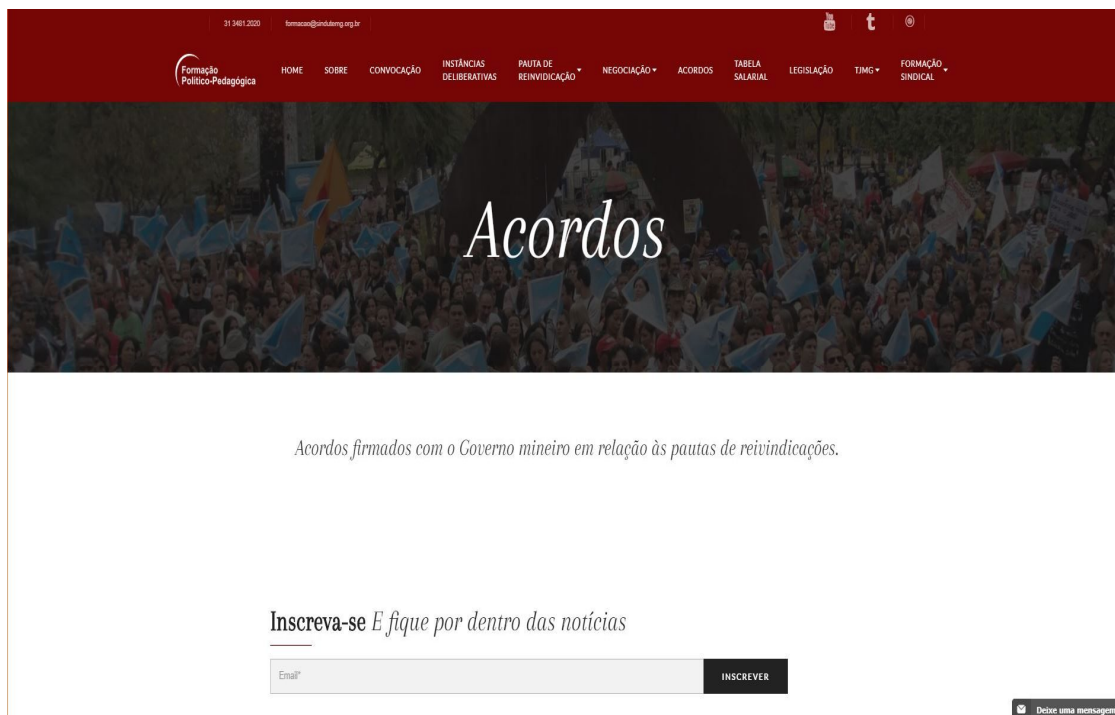 31 3481.2020 formacao@sindutemg.org.br
You Tube t
Formação
Político-Pedagógica
HOME SOBRE CONVOCAÇÃO INSTÂNCIAS DELIBERATIVAS PAUTA DE REINVIDICAÇÃO NEGOCIAÇÃO ACORDOS TABELA SALARIAL LEGISLAÇÃO TJMG FORMAÇÃO SINDICAL
Acordos
Acordos firmados com o Governo mineiro em relação às pautas de reivindicações.
Inscreva-se E fique por dentro das notícias
Email*
INSCREVER
Deixe uma mensagem